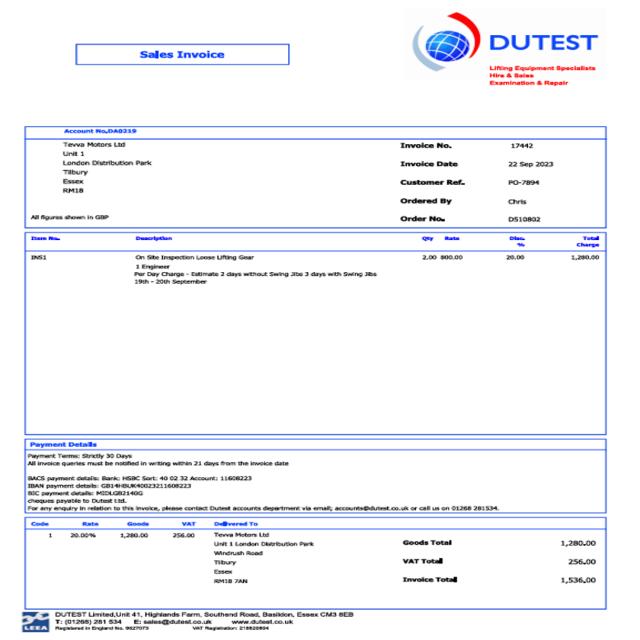 DUTEST
Sales Invoice
Lifting Equipment Specialists
Hire & Sales
Examination & Repair
Account No. DA0219
Tevva Motors Ltd
Unit 1
London Distribution Park
Tilbury
Essex
RM18
Invoice No. 17442
Invoice Date 22 Sep 2023
Customer Ref. PO-7894
Ordered By Chris
All figures shown in GBP
Order No. D510802
Item No. Description Qty Rate Disc. % Total Charge
INS1 On Site Inspection Loose Lifting Gear 2.00 800.00 20.00 1,280.00
1 Engineer
Per Day Charge - Estimate 2 days without Swing Jibs 3 days with Swing Jibs
19th - 20th September
Payment Details
Payment Terms: Strictly 30 Days
All invoice queries must be notified in writing within 21 days from the invoice date
BACS payment details: Bank: HSBC Sort: 40 02 32 Account: 11608223
IBAN payment details: GB14HBUK40023211608223
BIC payment details: MIDLGB2140G
cheques payable to Dutest Ltd.
For any enquiry in relation to this invoice, please contact Dutest accounts department via email; accounts@dutest.co.uk or call us on 01268 281534.
Code Rate Goods VAT Delivered To
1 20.00% 1,280.00 256.00 Tevva Motors Ltd
Unit 1 London Distribution Park
Windrush Road
Tilbury
Essex
RM18 7AN
Goods Total 1,280.00
VAT Total 256.00
Invoice Total 1,536.00
LEEA
DUTEST Limited,Unit 41, Highlands Farm, Southend Road, Basildon, Essex CM3 8EB
T: (01268) 281 534 E: sales@dutest.co.uk www.dutest.co.uk
Registered in England No. 9627073 VAT Registration: 218820804